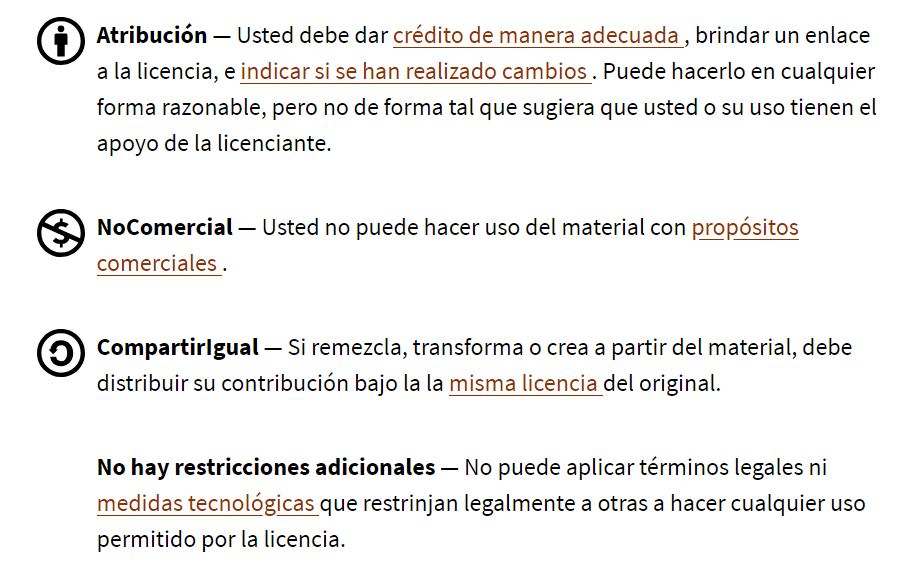 Atribución — Usted debe dar crédito de manera adecuada , brindar un enlace
a la licencia, e indicar si se han realizado cambios . Puede hacerlo en cualquier
forma razonable, pero no de forma tal que sugiera que usted o su uso tienen el
apoyo de la licenciante.
NoComercial — Usted no puede hacer uso del material con propósitos
comerciales .
CompartirIgual — Si remezcla, transforma o crea a partir del material, debe
distribuir su contribución bajo la la misma licencia del original.
No hay restricciones adicionales — No puede aplicar términos legales ni
medidas tecnológicas que restrinjan legalmente a otras a hacer cualquier uso
permitido por la licencia.